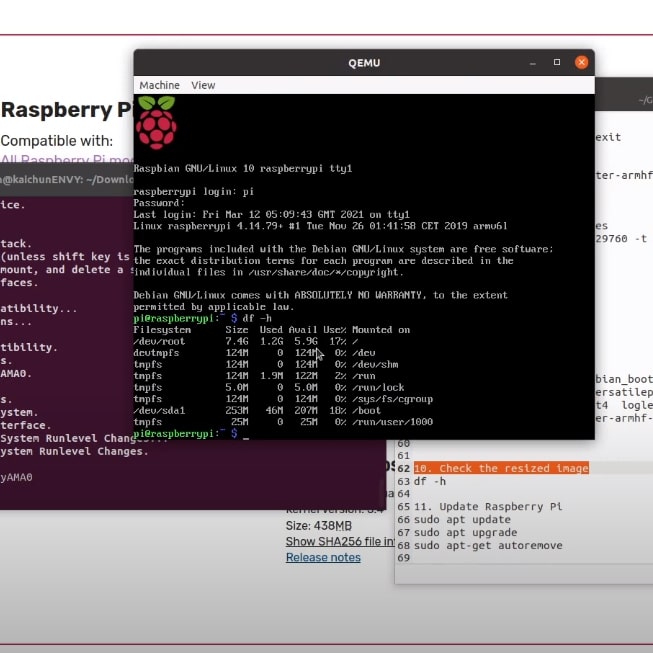 QEMU
Machine View
Raspberry Pi
Compatible with:
All Raspberry Pi mod
@kaichunENVY: ~/Downlo
ice.
tack.
(unless shift key is
mount, and delete a s
faces.
atibility...
ns...
tibility.
s.
AMA0.
s.
ystem.
terface.
System Runlevel Changes...
ystem Runlevel Changes.
yAMA0
Raspbian GNU/Linux 10 raspberrypi tty1
raspberrypi login: pi
Password:
Last login: Fri Mar 12 05:09:43 GMT 2021 on tty1
Linux raspberrypi 4.14.79+ #1 Tue Nov 26 01:41:58 CET 2019 armv6l
The programs included with the Debian GNU/Linux system are free software;
the exact distribution terms for each program are described in the
individual files in /usr/share/doc/*/copyright.
Debian GNU/Linux comes with ABSOLUTELY NO WARRANTY, to the extent
permitted by applicable law.
pi@raspberrypi:~ $ df -h
Filesystem Size Used Avail Use% Mounted on
/dev/root 7.4G 1.2G 5.9G 17% /
devtmpfs 124M 0 124M 0% /dev
tmpfs 124M 0 124M 0% /dev/shm
tmpfs 124M 1.9M 122M 2% /run
tmpfs 5.0M 0 5.0M 0% /run/lock
tmpfs 124M 0 124M 0% /sys/fs/cgroup
/dev/sda1 253M 46M 207M 18% /boot
tmpfs 25M 0 25M 0% /run/user/1000
pi@raspberrypi:~ $
~/G
exit
ter-armhf
es
29760 -t
bian_boot
ersatilep
t4 logle
er-armhf-
60
61
62 10. Check the resized image
63 df -h
64
65 11. Update Raspberry Pi
66 sudo apt update
67 sudo apt upgrade
68 sudo apt-get autoremove
69
Kernel version: 5.4
Size: 438MB
Show SHA256 file in
Release notes